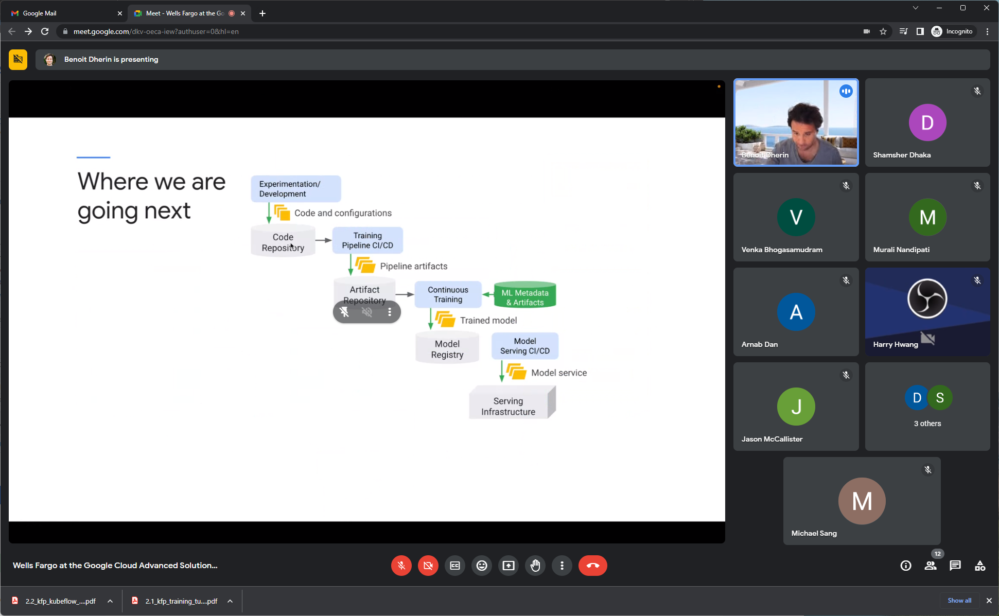 Google Mail
Meet - Wells Fargo at the Go
meet.google.com/dkv-oeca-iew?authuser=0&hl=en
Incognito
Benoit Dherin is presenting
Where we are
going next
Experimentation/
Development
Code and configurations
Code
Repository
Training
Pipeline CI/CD
Pipeline artifacts
Artifact
Repository
Continuous
Training
ML Metadata
& Artifacts
Trained model
Model
Registry
Model
Serving CI/CD
Model service
Serving
Infrastructure
Benoit Dherin
D
Shamsher Dhaka
V
Venka Bhogasamudram
M
Murali Nandipati
A
Arnab Dan
Harry Hwang
J
Jason McCallister
D
S
3 others
M
Michael Sang
Wells Fargo at the Google Cloud Advanced Solution...
CC
12
2.2_kfp_kubeflow_....pdf
2.1_kfp_training_tu....pdf
Show all